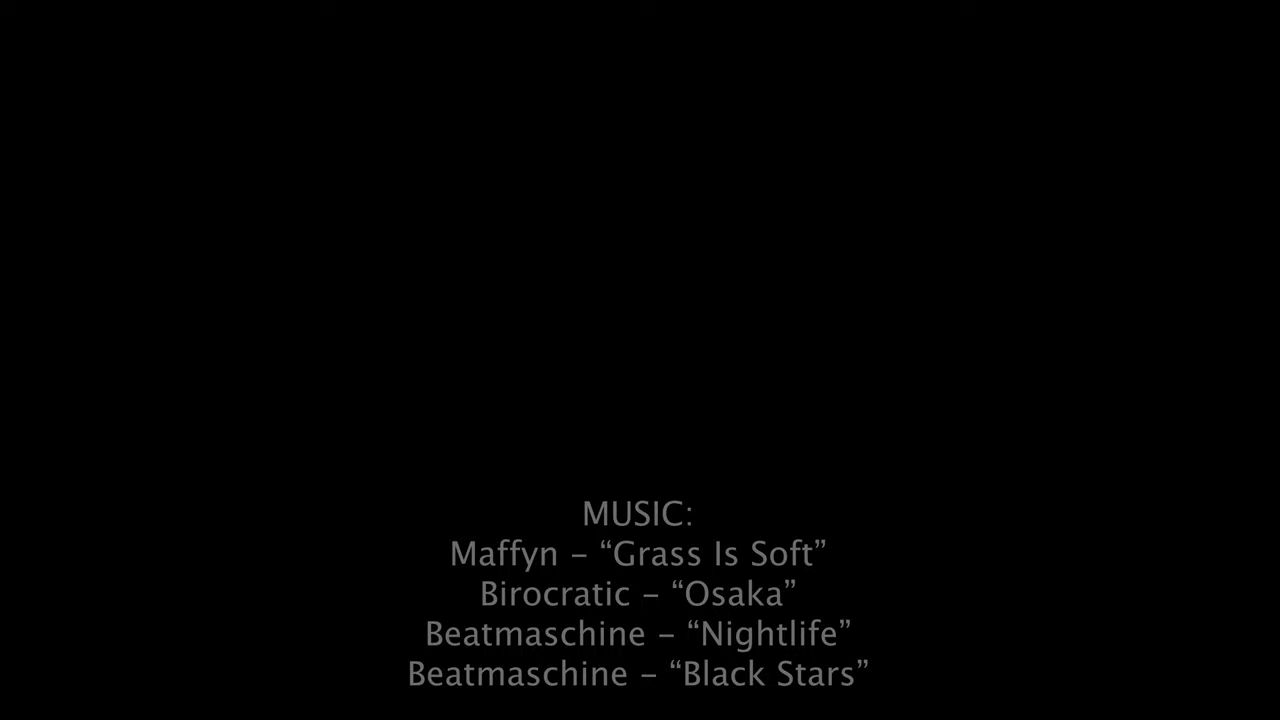 MUSIC:
Maffyn – “Grass Is Soft”
Birocratic – “Osaka”
Beatmaschine – “Nightlife”
Beatmaschine – “Black Stars”